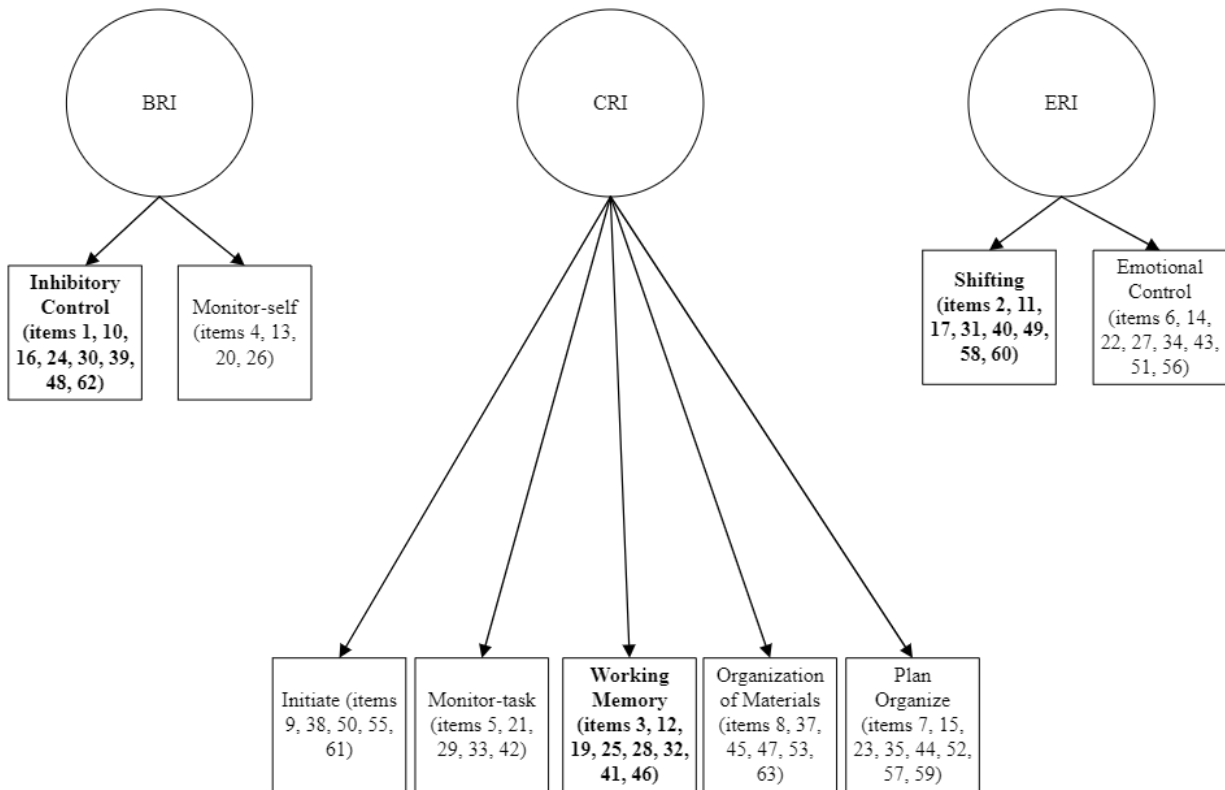 BRI
CRI
ERI
Inhibitory
Control
(items 1, 10,
16, 24, 30, 39,
48, 62)
Monitor-self
(items 4, 13,
20, 26)
Shifting
(items 2, 11,
17, 31, 40, 49,
58, 60)
Emotional
Control
(items 6, 14,
22, 27, 34, 43,
51, 56)
Initiate (items
9, 38, 50, 55,
61)
Monitor-task
(items 5, 21,
29, 33, 42)
Working
Memory
(items 3, 12,
19, 25, 28, 32,
41, 46)
Organization
of Materials
(items 8, 37,
45, 47, 53,
63)
Plan
Organize
(items 7, 15,
23, 35, 44, 52,
57, 59)